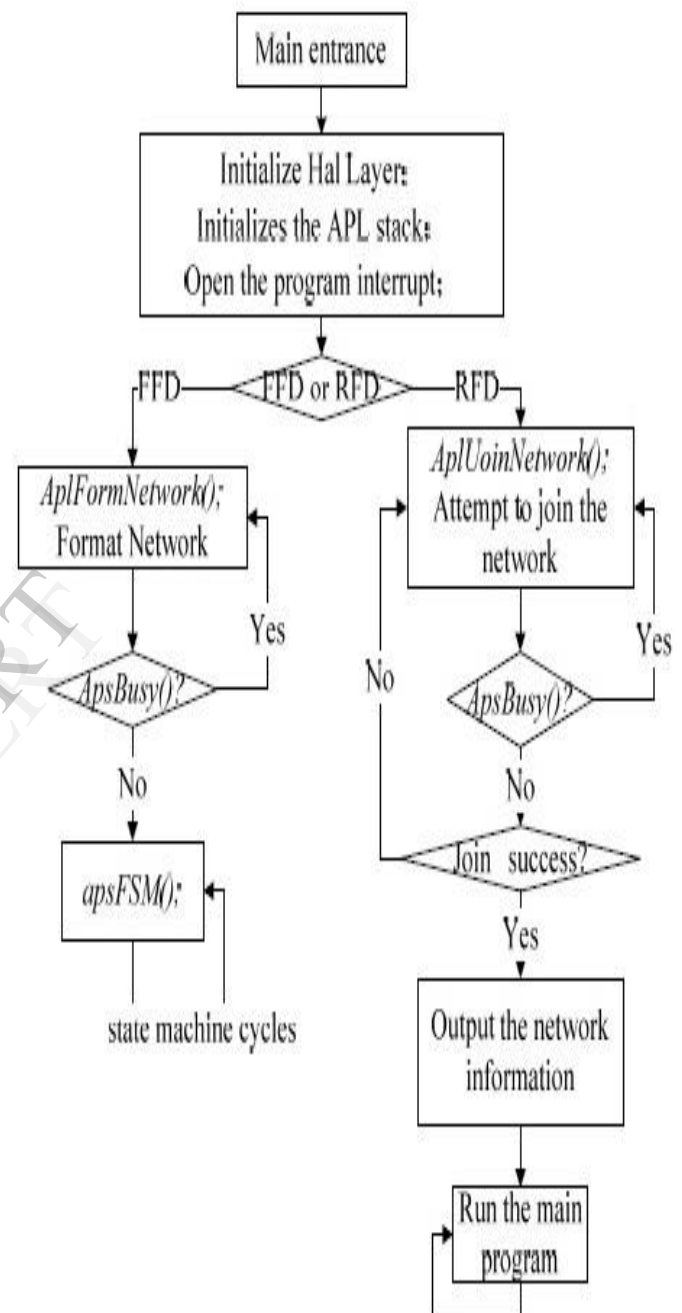 Main entrance
Initialize Hal Layer;
Initializes the APL stack;
Open the program interrupt;
FFD
FFD or RFD
RFD
AplFormNetwork();
Format Network
AplUoinNetwork();
Attempt to join the
network
Yes
Yes
No
ApsBusy()?
ApsBusy()?
No
No
Join success?
apsFSM();
Yes
state machine cycles
Output the network
information
Run the main
program